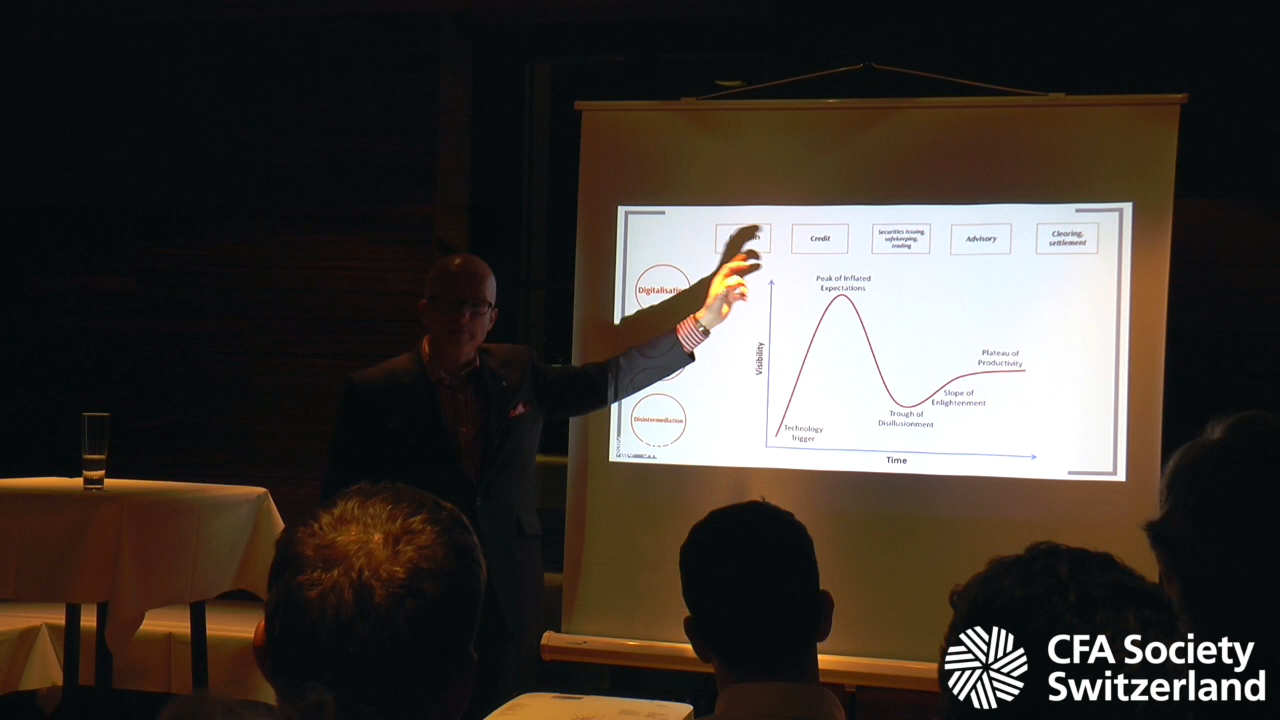 Credit
Securities issuing,
safekeeping,
trading
Advisory
Clearing,
settlement
Peak of Inflated
Expectations
Visibility
Plateau of
Productivity
Slope of
Enlightenment
Trough of
Disillusionment
Technology
Trigger
Time
Disintermediation
CFA Society
Switzerland